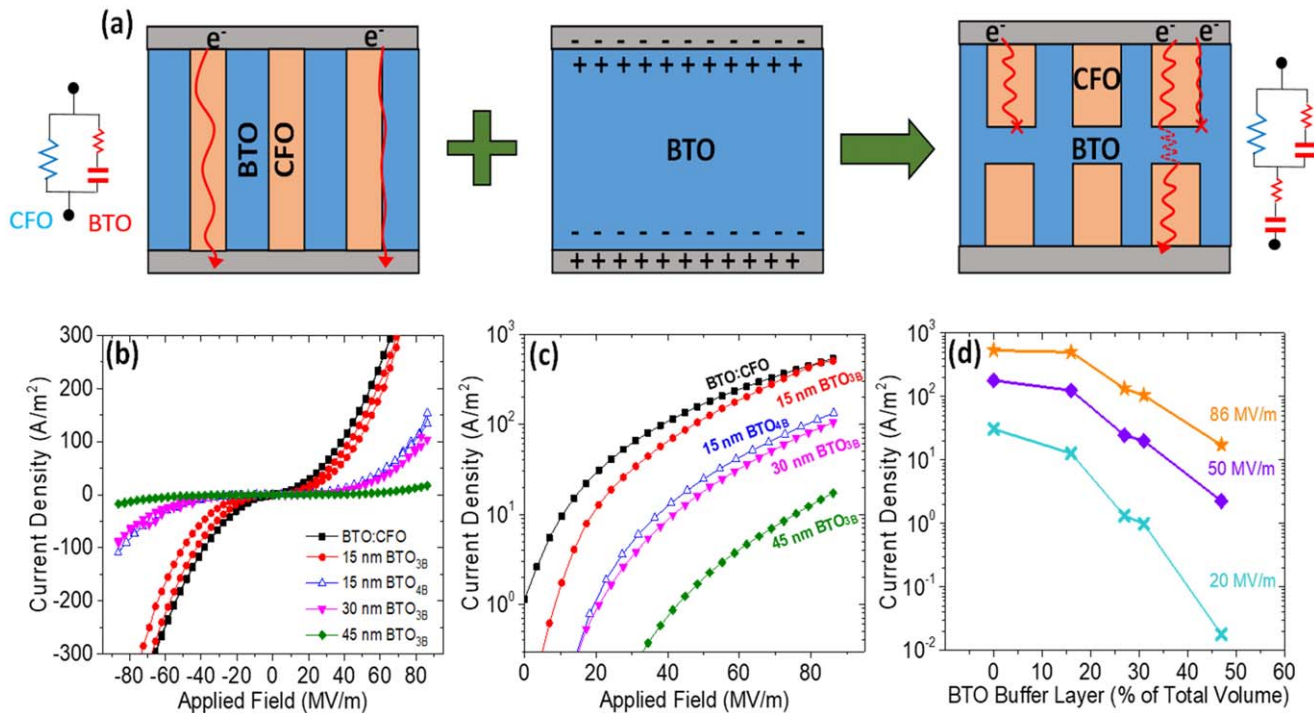 (a)
e⁻ e⁻
BTO CFO
CFO BTO
- - - - - - - - - -
+ + + + + + + + + +
BTO
- - - - - - - - - -
+ + + + + + + + + +
e⁻ e⁻ e⁻
CFO
BTO
(b)
Current Density (A/m²)
300
200
100
0
-100
-200
-300
-80 -60 -40 -20 0 20 40 60 80
Applied Field (MV/m)
BTO:CFO
15 nm BTO3B
15 nm BTO4B
30 nm BTO3B
45 nm BTO3B
(c)
Current Density (A/m²)
10³
10²
10¹
10⁰
0 20 40 60 80
Applied Field (MV/m)
BTO:CFO
15 nm BTO3B
15 nm BTO4B
30 nm BTO3B
45 nm BTO3B
(d)
Current Density (A/m²)
10³
10²
10¹
10⁰
10⁻¹
10⁻²
0 10 20 30 40 50 60
BTO Buffer Layer (% of Total Volume)
86 MV/m
50 MV/m
20 MV/m